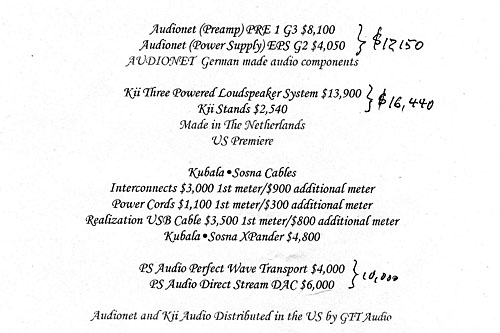 Audionet (Preamp) PRE 1 G3 $8,100
Audionet (Power Supply) EPS G2 $4,050
$12,150
AUDIONET German made audio components
Kii Three Powered Loudspeaker System $13,900
Kii Stands $2,540
$16,440
Made in The Netherlands
US Premiere
Kubala•Sosna Cables
Interconnects $3,000 1st meter/$900 additional meter
Power Cords $1,100 1st meter/$300 additional meter
Realization USB Cable $3,500 1st meter/$800 additional meter
Kubala•Sosna XPander $4,800
PS Audio Perfect Wave Transport $4,000
PS Audio Direct Stream DAC $6,000
10,000
Audionet and Kii Audio Distributed in the US by GTT Audio